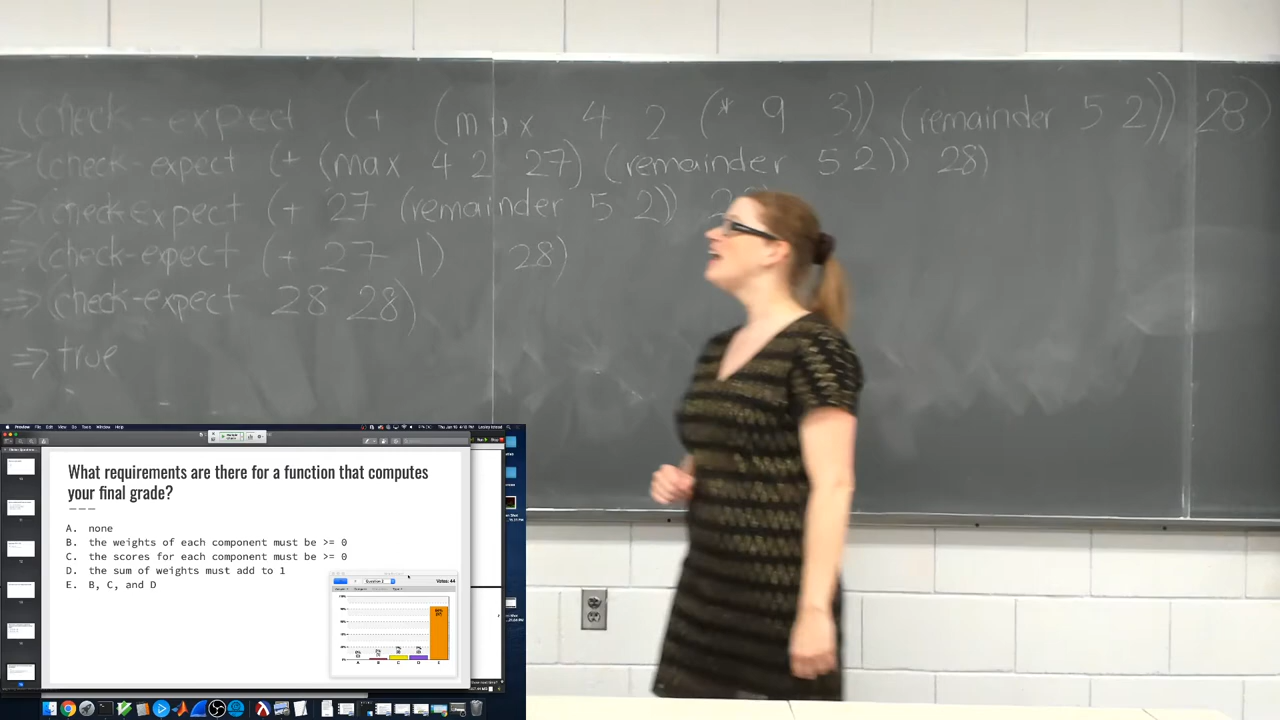 (check-expect (+ (max 4 2 (* 9 3)) (remainder 5 2)) 28)
=> (check-expect (+ (max 4 2 27) (remainder 5 2)) 28)
=> (check-expect (+ 27 (remainder 5 2))
=> (check-expect (+ 27 1) 28)
=> (check-expect 28 28)
=> true
What requirements are there for a function that computes
your final grade?
A. none
B. the weights of each component must be >= 0
C. the scores for each component must be >= 0
D. the sum of weights must add to 1
E. B, C, and D
Votes: 44
A B C D E